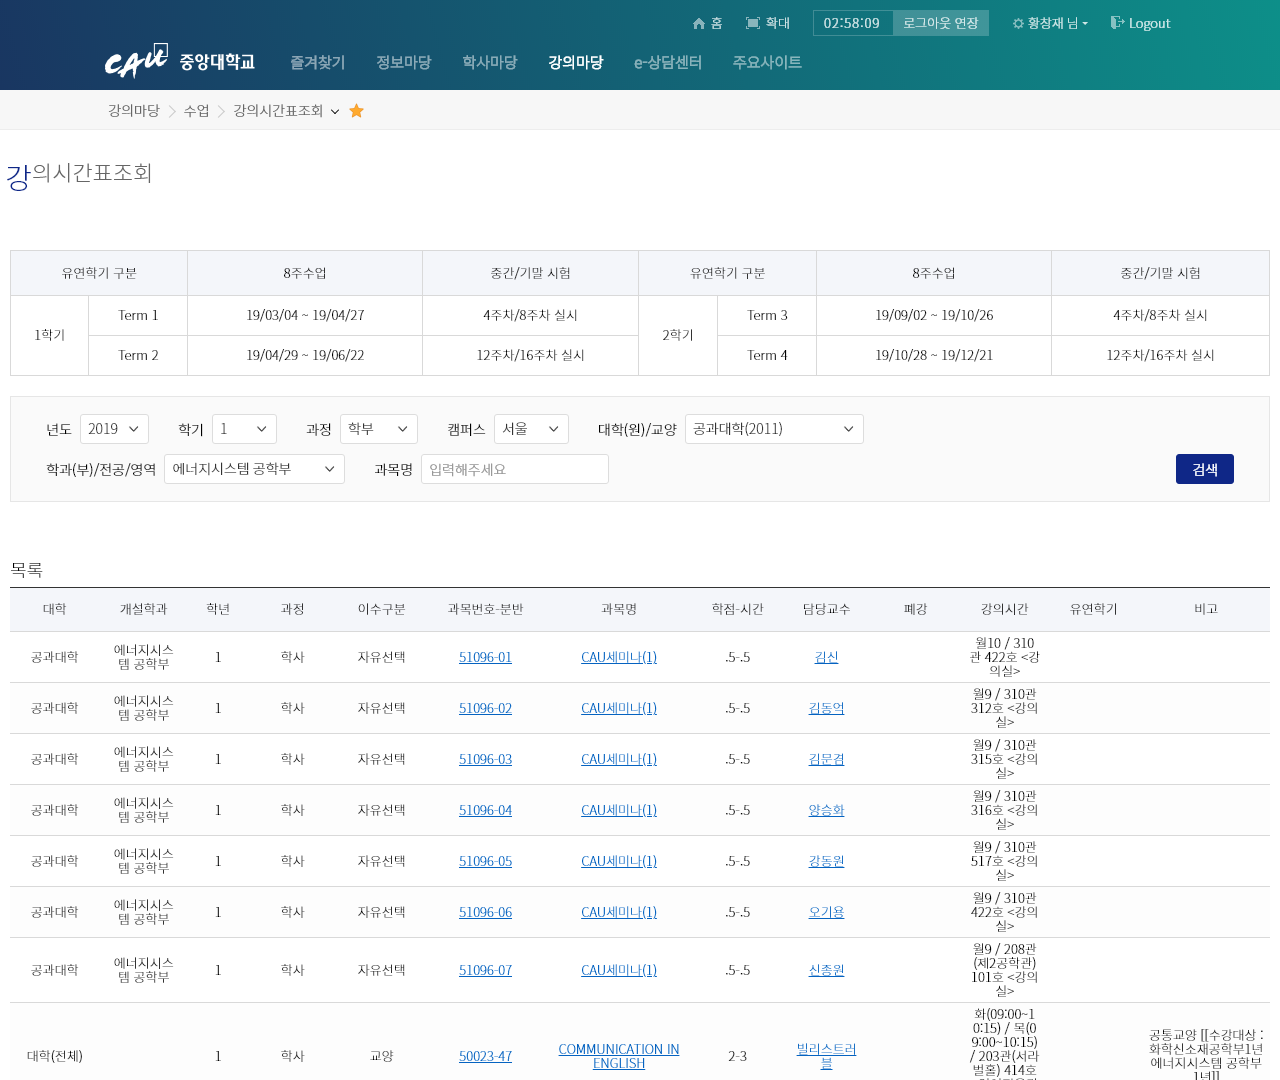 홈 확대 02:58:09 로그아웃 연장 황창재 님 Logout
CAU 중앙대학교 즐겨찾기 정보마당 학사마당 강의마당 e-상담센터 주요사이트
강의마당 수업 강의시간표조회
강의시간표조회
유연학기 구분 8주수업 중간/기말 시험 유연학기 구분 8주수업 중간/기말 시험
1학기 Term 1 19/03/04 ~ 19/04/27 4주차/8주차 실시 2학기 Term 3 19/09/02 ~ 19/10/26 4주차/8주차 실시
Term 2 19/04/29 ~ 19/06/22 12주차/16주차 실시 Term 4 19/10/28 ~ 19/12/21 12주차/16주차 실시
년도 2019 학기 1 과정 학부 캠퍼스 서울 대학(원)/교양 공과대학(2011)
학과(부)/전공/영역 에너지시스템 공학부 과목명 입력해주세요 검색
목록
대학 개설학과 학년 과정 이수구분 과목번호-분반 과목명 학점-시간 담당교수 폐강 강의시간 유연학기 비고
공과대학 에너지시스
템 공학부 1 학사 자유선택 51096-01 CAU세미나(1) .5-.5 김신 월10 / 310
관 422호 <강
의실>
공과대학 에너지시스
템 공학부 1 학사 자유선택 51096-02 CAU세미나(1) .5-.5 김동억 월9 / 310관
312호 <강의
실>
공과대학 에너지시스
템 공학부 1 학사 자유선택 51096-03 CAU세미나(1) .5-.5 김문겸 월9 / 310관
315호 <강의
실>
공과대학 에너지시스
템 공학부 1 학사 자유선택 51096-04 CAU세미나(1) .5-.5 양승화 월9 / 310관
316호 <강의
실>
공과대학 에너지시스
템 공학부 1 학사 자유선택 51096-05 CAU세미나(1) .5-.5 강동원 월9 / 310관
517호 <강의
실>
공과대학 에너지시스
템 공학부 1 학사 자유선택 51096-06 CAU세미나(1) .5-.5 오기용 월9 / 310관
422호 <강의
실>
공과대학 에너지시스
템 공학부 1 학사 자유선택 51096-07 CAU세미나(1) .5-.5 신종원 월9 / 208관
(제2공학관)
101호 <강의
실>
대학(전체) 1 학사 교양 50023-47 COMMUNICATION IN
ENGLISH 2-3 빌리스트러
블 화(09:00~1
0:15) / 목(0
9:00~10:15)
/ 203관(서라
벌홀) 414호
공통교양 [[수강대상 :
화학신소재공학부1년
에너지시스템 공학부
1년]]